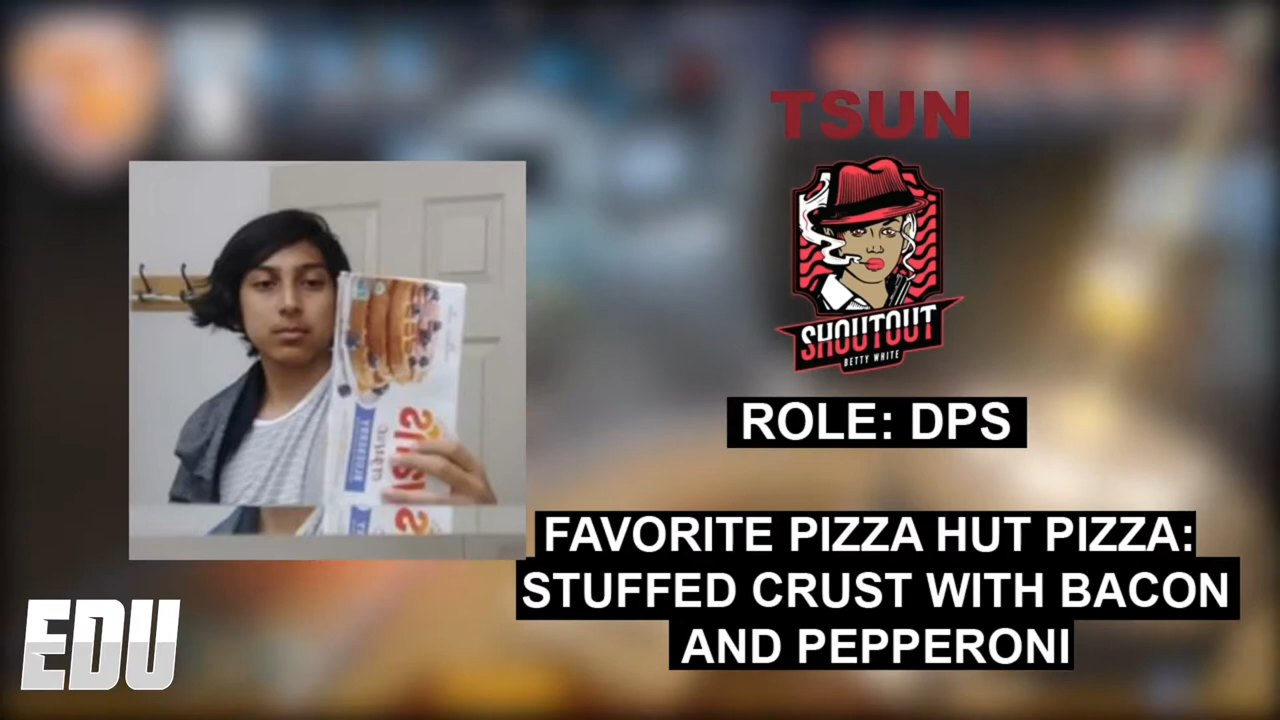 TSUN
SHOUTOUT
BETTY WHITE
ROLE: DPS
FAVORITE PIZZA HUT PIZZA:
STUFFED CRUST WITH BACON
AND PEPPERONI
EDU